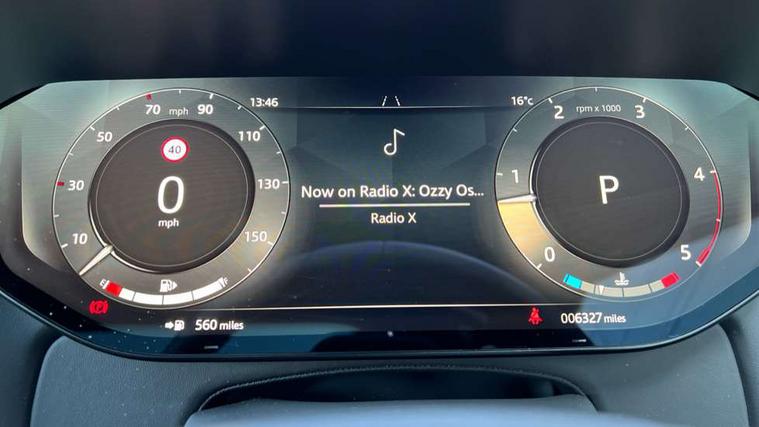 13:46
16°c
10
30
50
70
mph
90
110
130
150
40
0
mph
Now on Radio X: Ozzy Os...
Radio X
rpm x 1000
0
1
2
3
4
5
P
E
F
560 miles
006327 miles